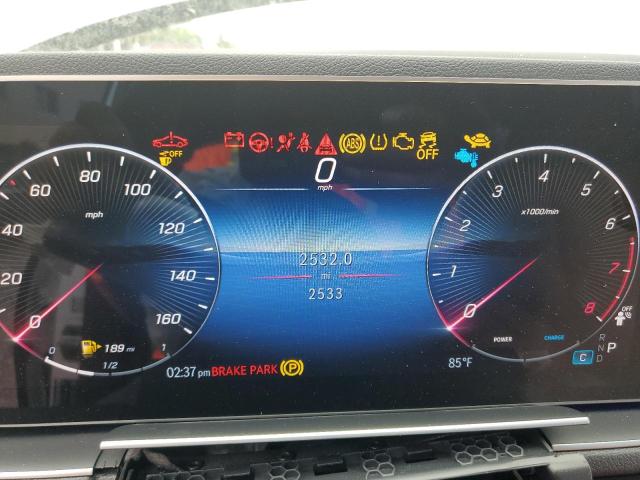 OFF
ABS
OFF
0
mph
60 80 100
40 mph 120
20 140
0 160
0 1/2 1
189 mi
2532.0
mi
2533
x1000/min
0 1 2 3 4 5 6 7 8
POWER CHARGE
OFF
R
N
D
P
C
02:37 pm BRAKE PARK P
85°F